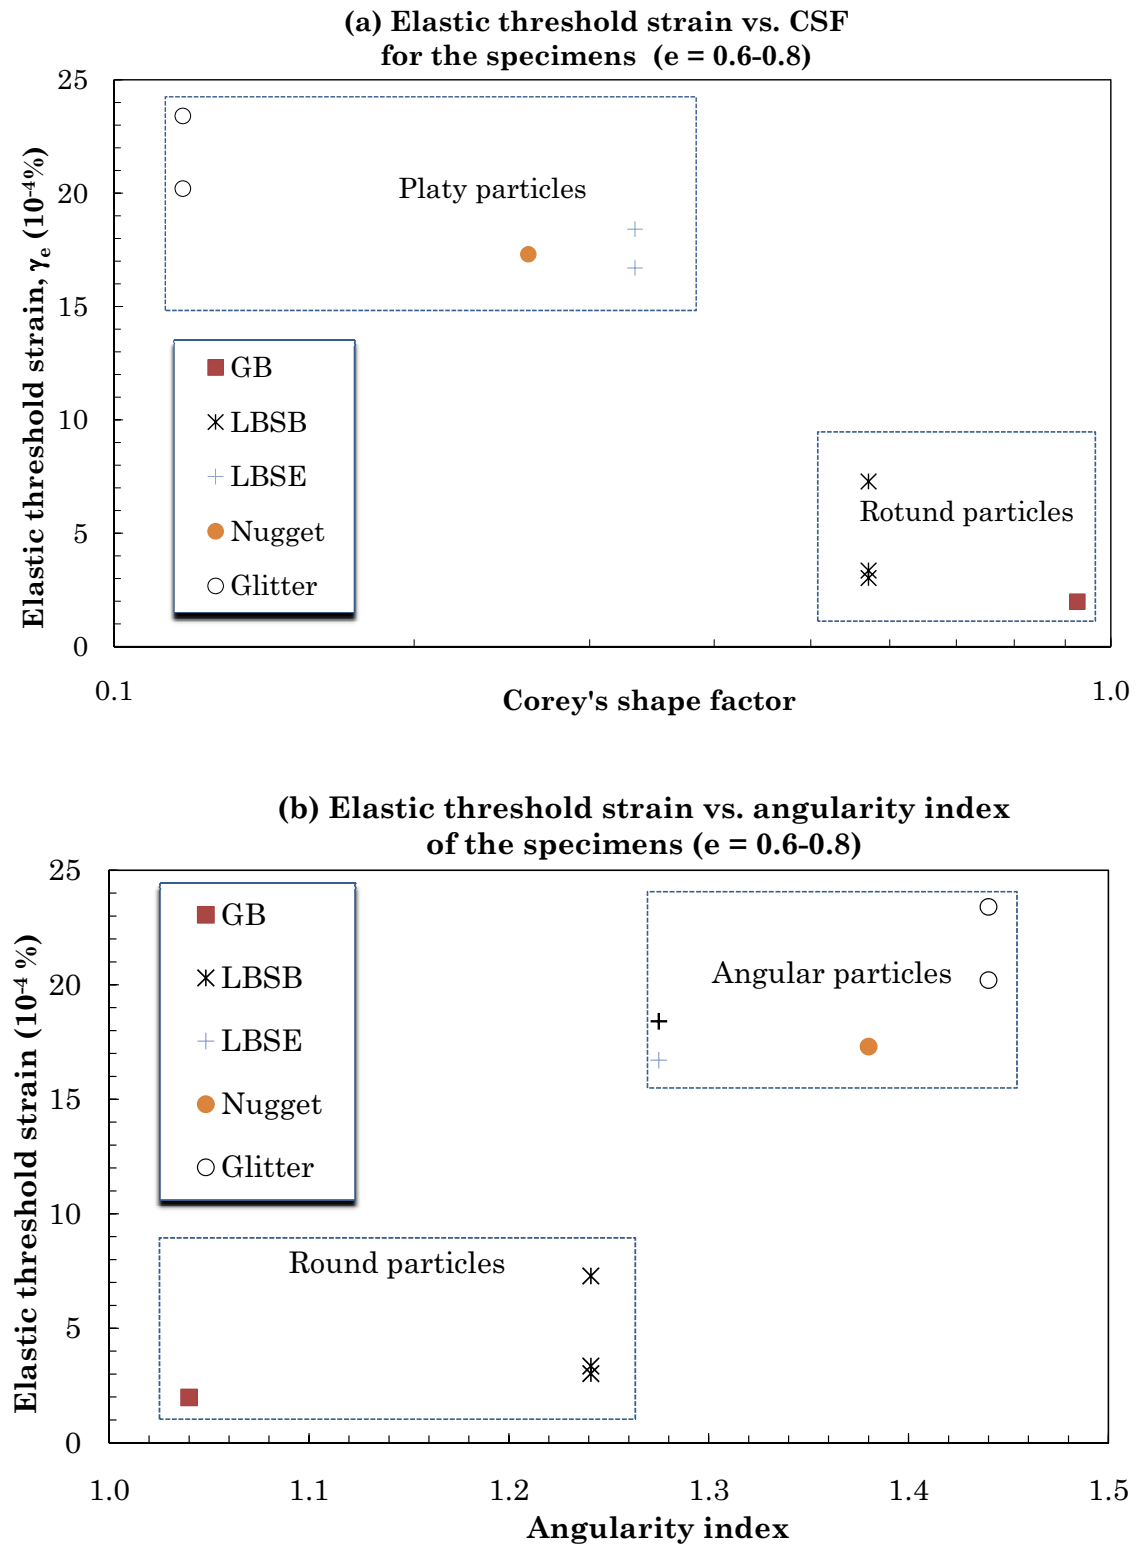 (a) Elastic threshold strain vs. CSF
for the specimens (e = 0.6-0.8)
Elastic threshold strain, γe (10-4%)
25
20
15
10
5
0
Platy particles
GB
LBSB
LBSE
Nugget
Glitter
Rotund particles
0.1
1.0
Corey's shape factor
(b) Elastic threshold strain vs. angularity index
of the specimens (e = 0.6-0.8)
Elastic threshold strain (10-4 %)
25
20
15
10
5
0
GB
LBSB
LBSE
Nugget
Glitter
Angular particles
Round particles
1.0
1.1
1.2
1.3
1.4
1.5
Angularity index